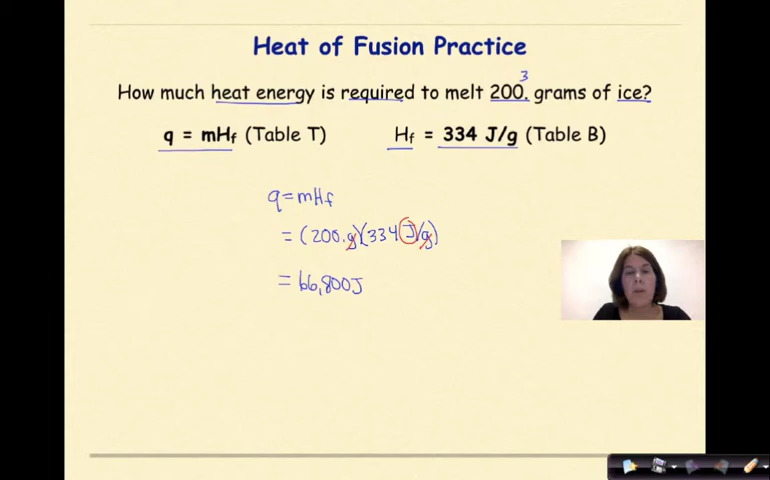 Heat of Fusion Practice
3
How much heat energy is required to melt 200. grams of ice?
q = mHf (Table T) Hf = 334 J/g (Table B)
q=mHf
= (200.g)(334 J/g)
= 66,800J